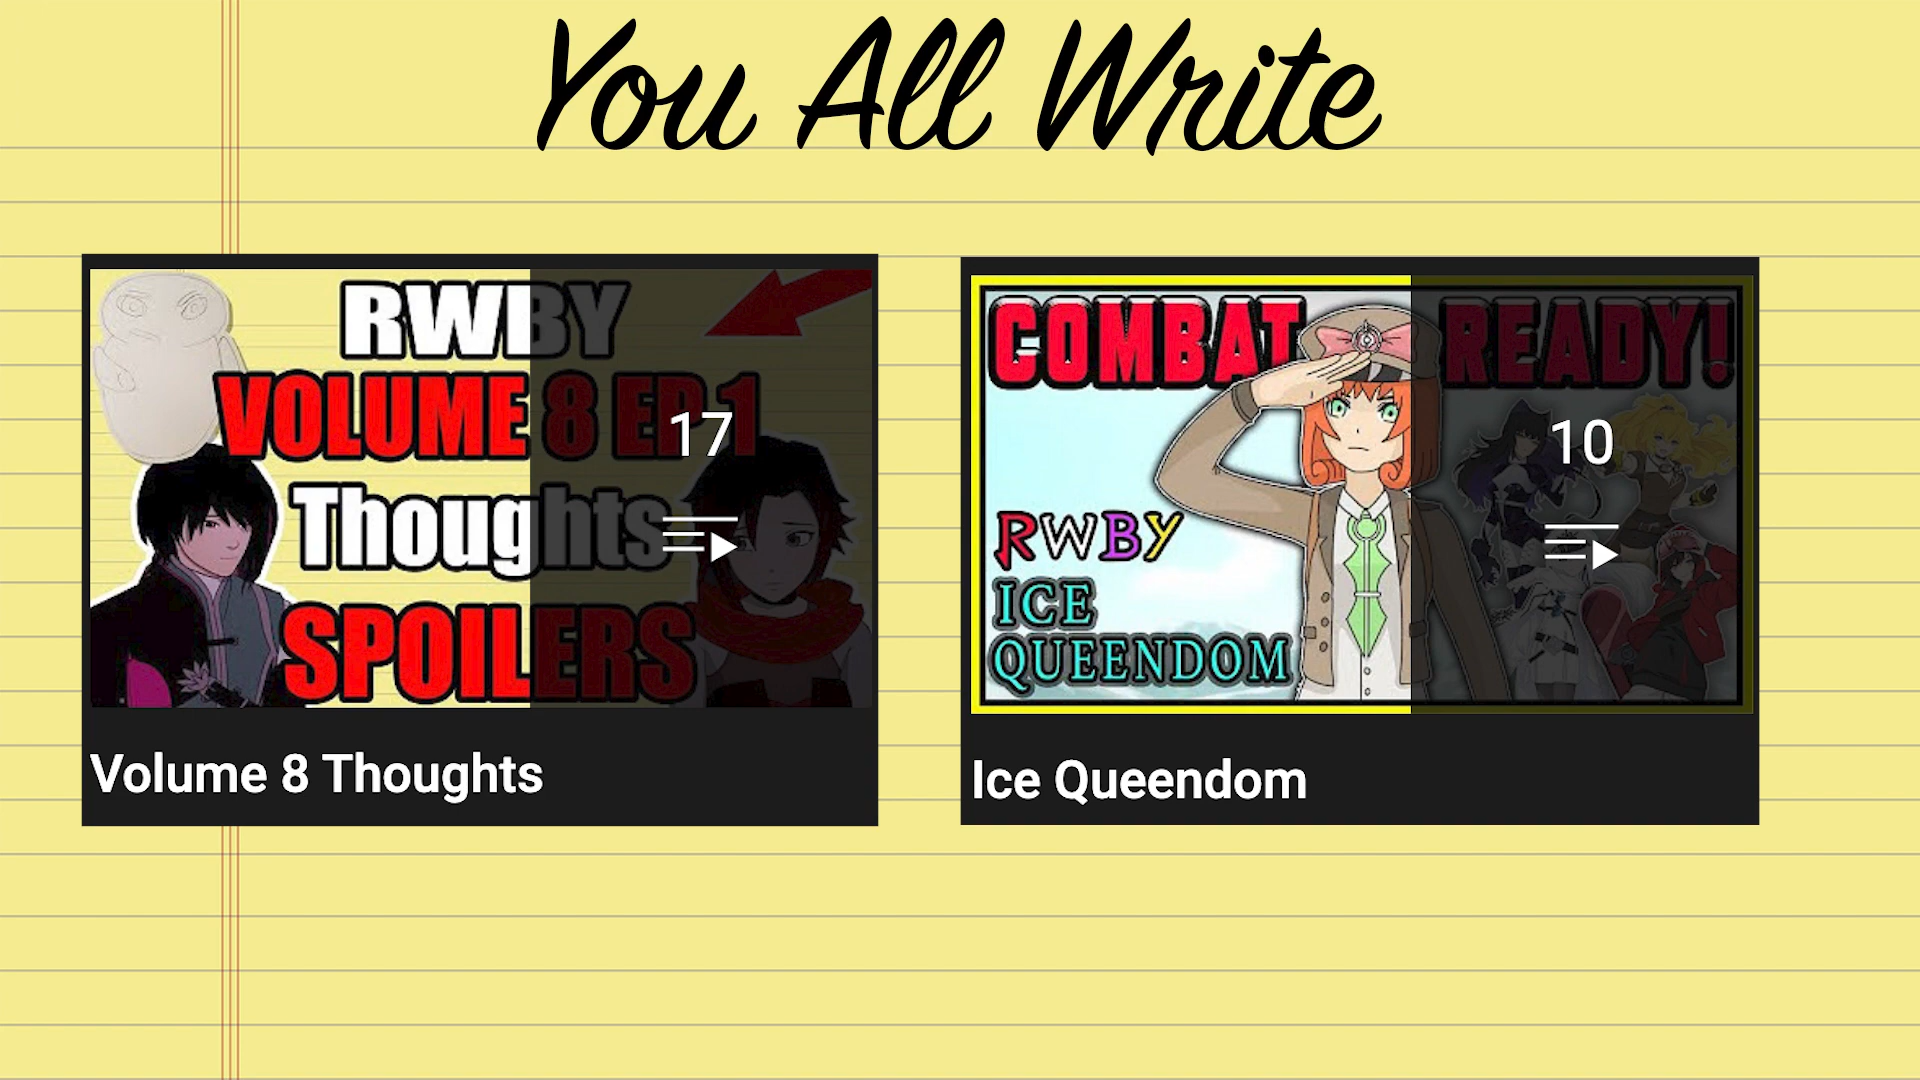 You All Write
RWBY
VOLUME 8 EP 1
17
Thoughts
SPOILERS
Volume 8 Thoughts
COMBAT READY!
10
RWBY
ICE
QUEENDOM
Ice Queendom